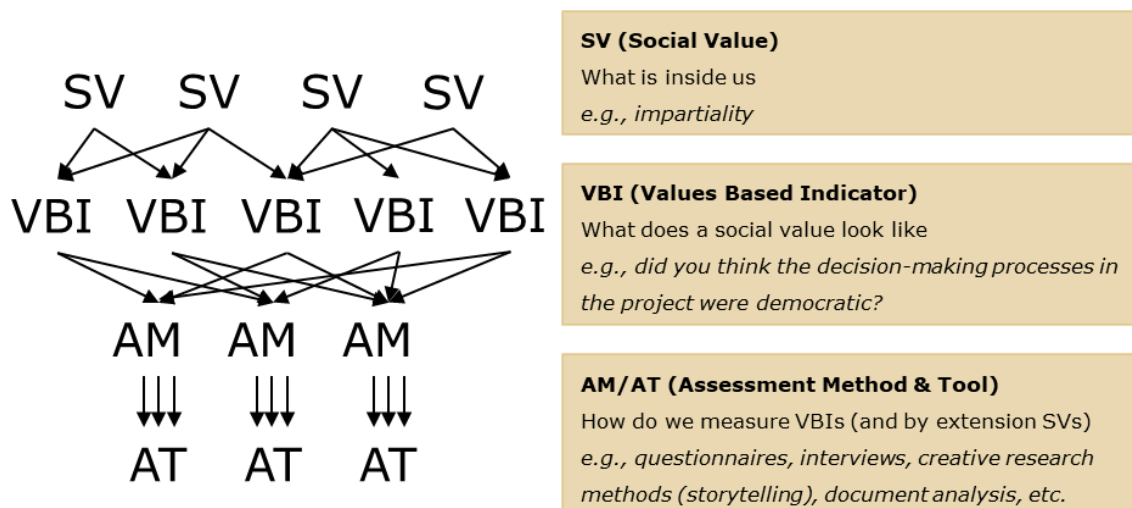 SV SV SV SV
VBI VBI VBI VBI VBI
AM AM AM
AT AT AT
SV (Social Value)
What is inside us
e.g., impartiality
VBI (Values Based Indicator)
What does a social value look like
e.g., did you think the decision-making processes in
the project were democratic?
AM/AT (Assessment Method & Tool)
How do we measure VBIs (and by extension SVs)
e.g., questionnaires, interviews, creative research
methods (storytelling), document analysis, etc.